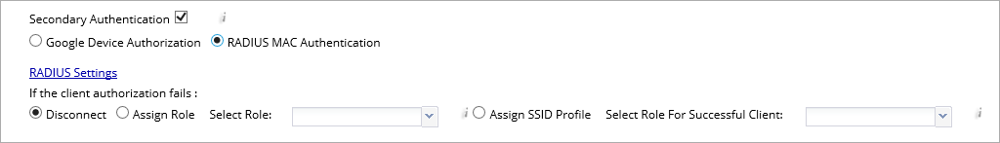 Secondary Authentication i
Google Device Authorization RADIUS MAC Authentication
RADIUS Settings
If the client authorization fails :
Disconnect Assign Role Select Role: i Assign SSID Profile Select Role For Successful Client: i